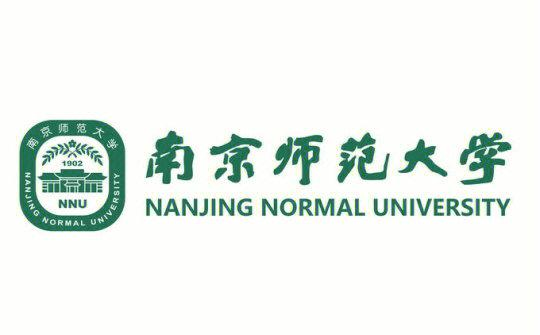 南京师范大学
1902
NNU
NANJING NORMAL UNIVERSITY
南京师范大学
NANJING NORMAL UNIVERSITY